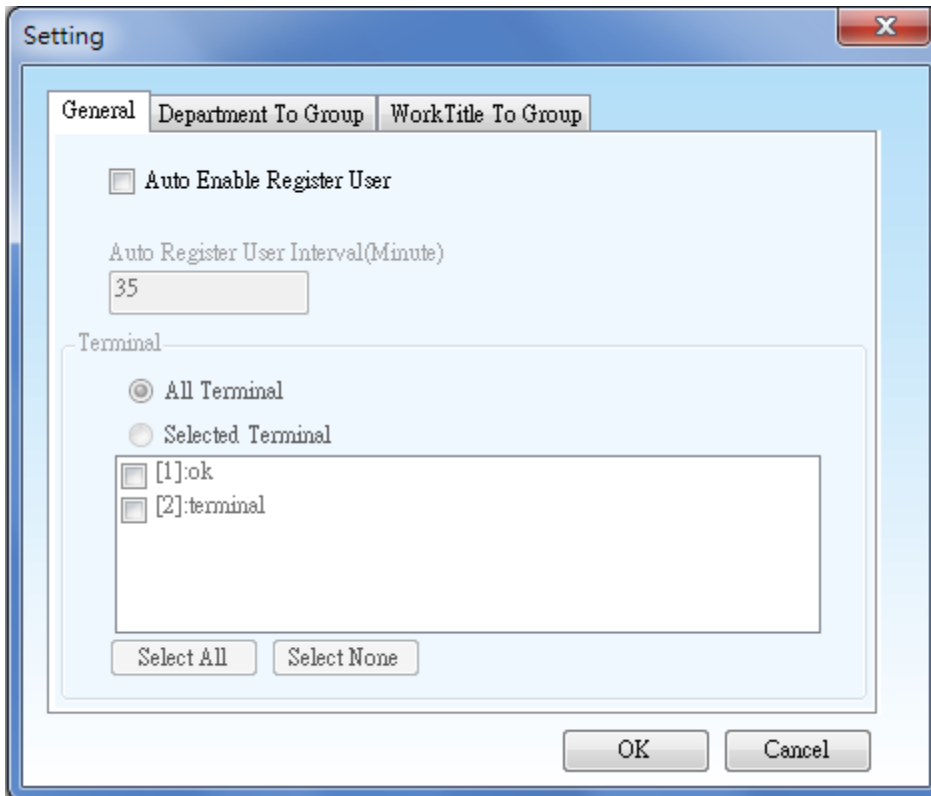 Setting
General Department To Group WorkTitle To Group
Auto Enable Register User
Auto Register User Interval(Minute)
35
Terminal
All Terminal
Selected Terminal
[1]:ok
[2]:terminal
Select All Select None
OK Cancel